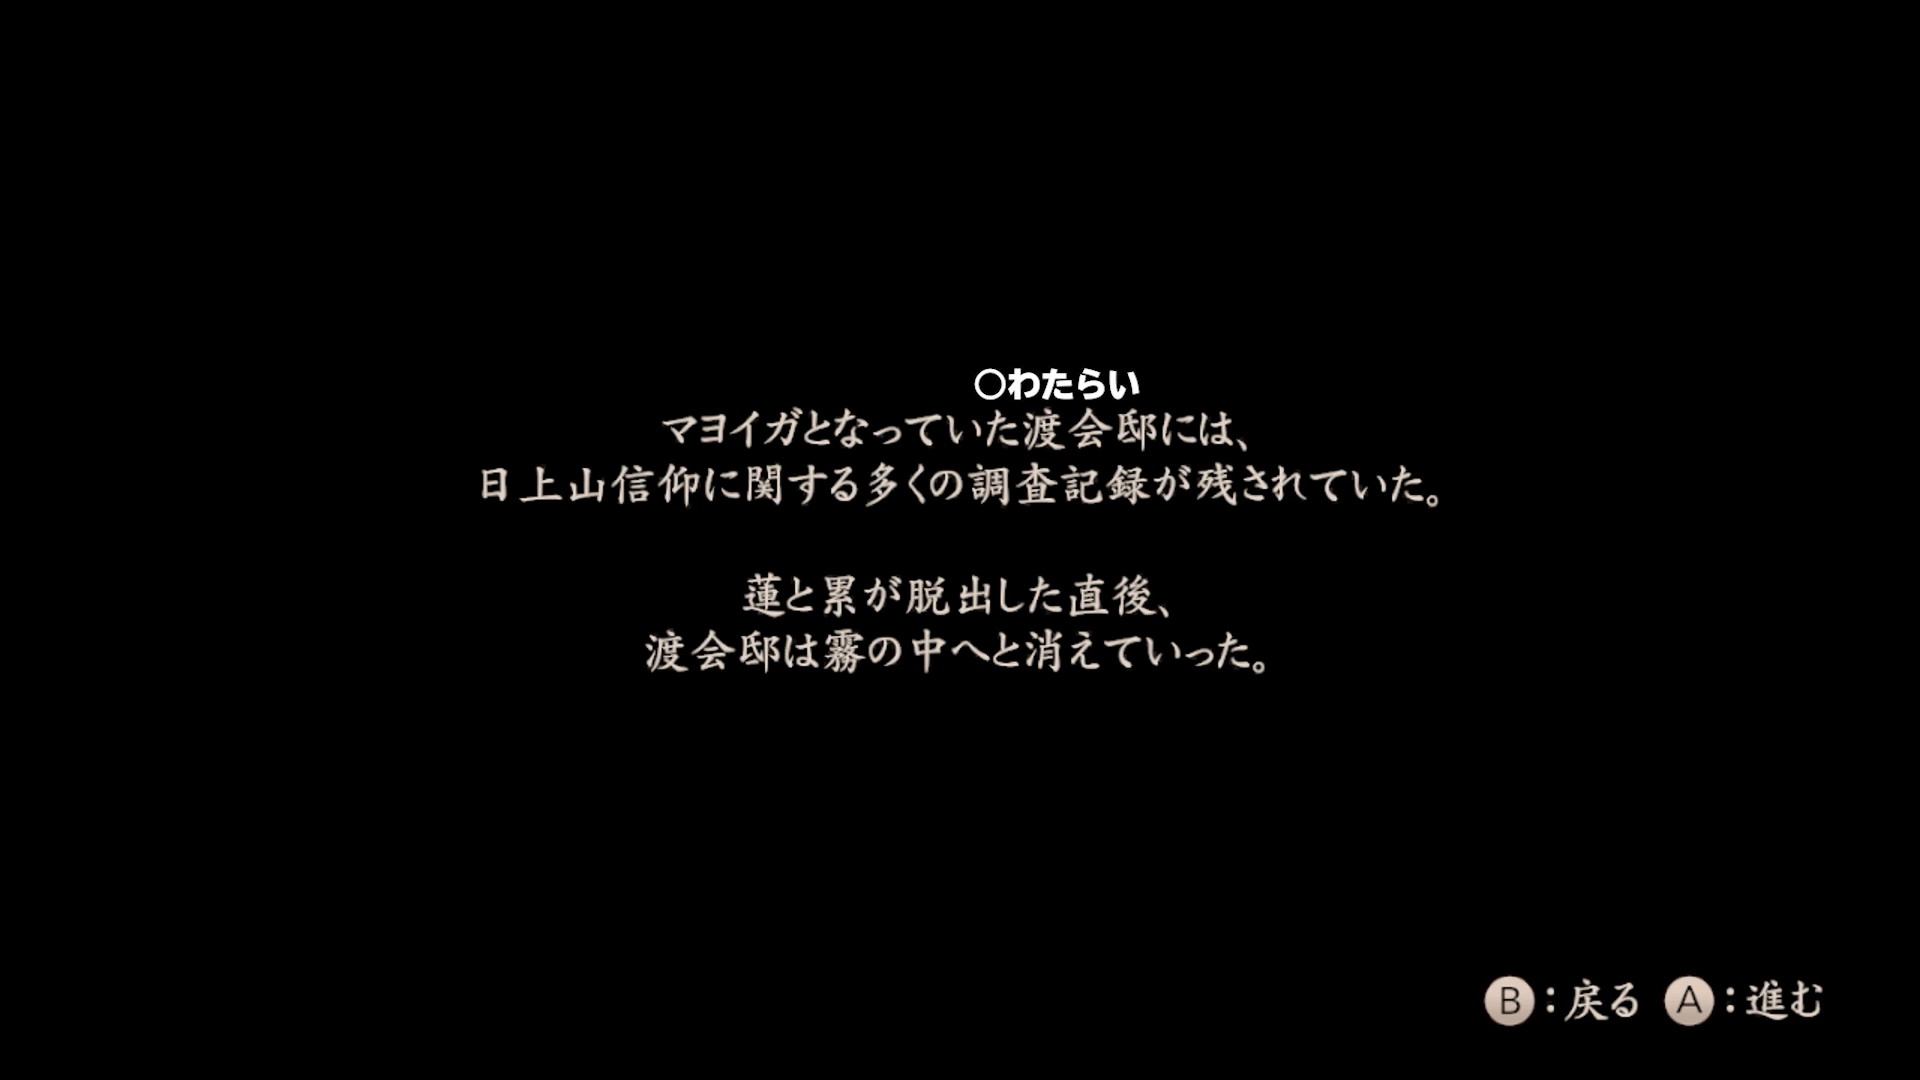 ○わたらい
マヨイガとなっていた渡会邸には、
日上山信仰に関する多くの調査記録が残されていた。
蓮と累が脱出した直後、
渡会邸は霧の中へと消えていった。
B：戻る A：進む